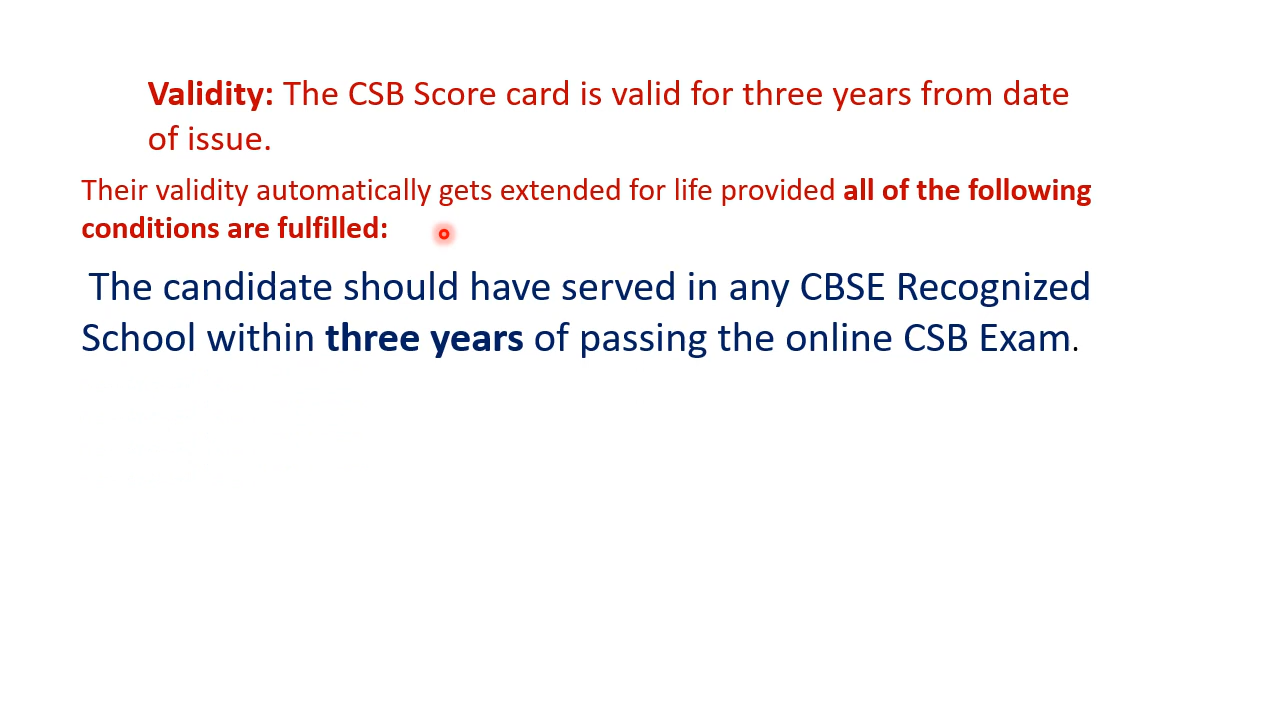 Validity: The CSB Score card is valid for three years from date
of issue.
Their validity automatically gets extended for life provided all of the following
conditions are fulfilled:
The candidate should have served in any CBSE Recognized
School within three years of passing the online CSB Exam.